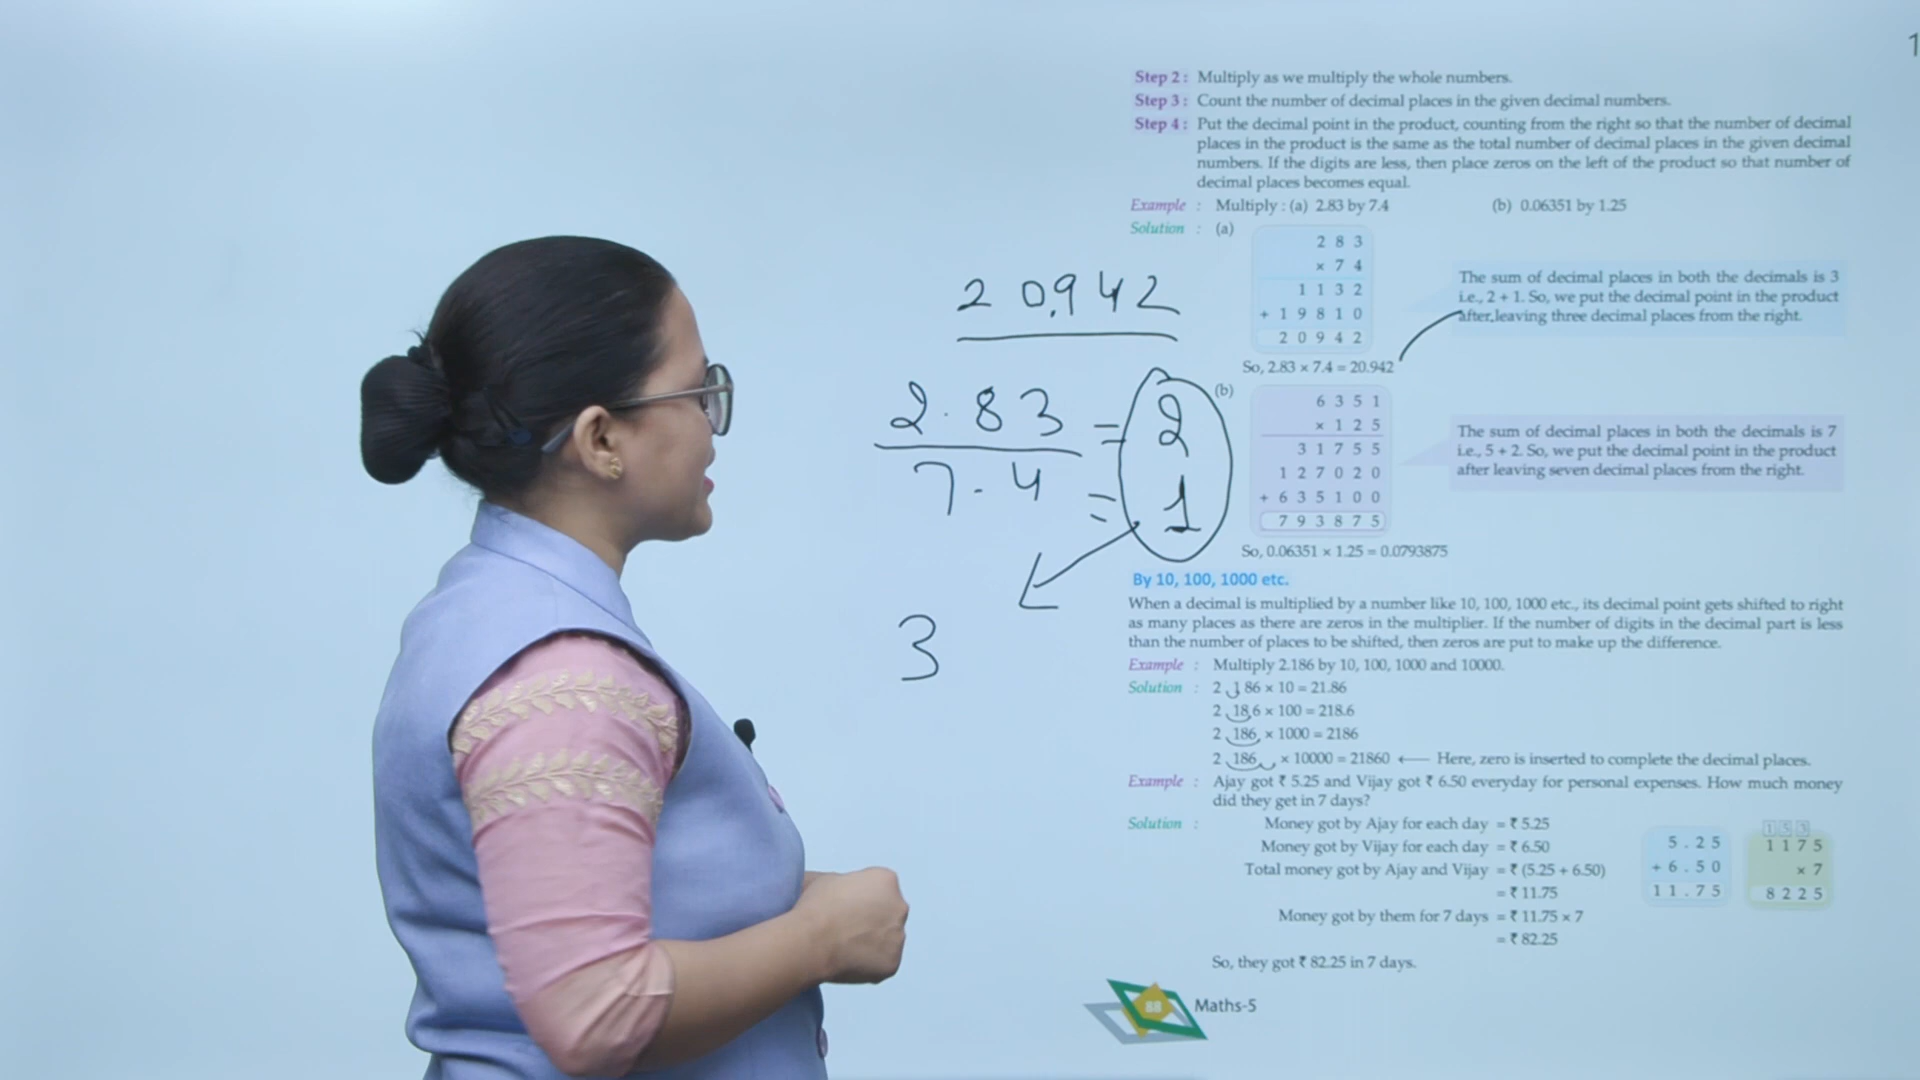 1
Step 2 : Multiply as we multiply the whole numbers.
Step 3 : Count the number of decimal places in the given decimal numbers.
Step 4 : Put the decimal point in the product, counting from the right so that the number of decimal
places in the product is the same as the total number of decimal places in the given decimal
numbers. If the digits are less, then place zeros on the left of the product so that number of
decimal places becomes equal.
Example : Multiply : (a) 2.83 by 7.4 (b) 0.06351 by 1.25
Solution : (a)
2 8 3
× 7 4
1 1 3 2
+ 1 9 8 1 0
2 0 9 4 2
The sum of decimal places in both the decimals is 3
i.e., 2 + 1. So, we put the decimal point in the product
after leaving three decimal places from the right.
So, 2.83 × 7.4 = 20.942
(b)
6 3 5 1
× 1 2 5
3 1 7 5 5
1 2 7 0 2 0
+ 6 3 5 1 0 0
7 9 3 8 7 5
The sum of decimal places in both the decimals is 7
i.e., 5 + 2. So, we put the decimal point in the product
after leaving seven decimal places from the right.
So, 0.06351 × 1.25 = 0.0793875
20.942
2.83 = 2
7.4 = 1
3
By 10, 100, 1000 etc.
When a decimal is multiplied by a number like 10, 100, 1000 etc., its decimal point gets shifted to right
as many places as there are zeros in the multiplier. If the number of digits in the decimal part is less
than the number of places to be shifted, then zeros are put to make up the difference.
Example : Multiply 2.186 by 10, 100, 1000 and 10000.
Solution : 2 1 86 × 10 = 21.86
2 18 6 × 100 = 218.6
2 186 × 1000 = 2186
2 186 × 10000 = 21860 ← Here, zero is inserted to complete the decimal places.
Example : Ajay got ₹ 5.25 and Vijay got ₹ 6.50 everyday for personal expenses. How much money
did they get in 7 days?
Solution : Money got by Ajay for each day = ₹ 5.25
Money got by Vijay for each day = ₹ 6.50
Total money got by Ajay and Vijay = ₹ (5.25 + 6.50)
= ₹ 11.75
Money got by them for 7 days = ₹ 11.75 × 7
= ₹ 82.25
5 . 2 5
+ 6 . 5 0
1 1 . 7 5
1 5 3
1 1 7 5
× 7
8 2 2 5
So, they got ₹ 82.25 in 7 days.
88 Maths-5